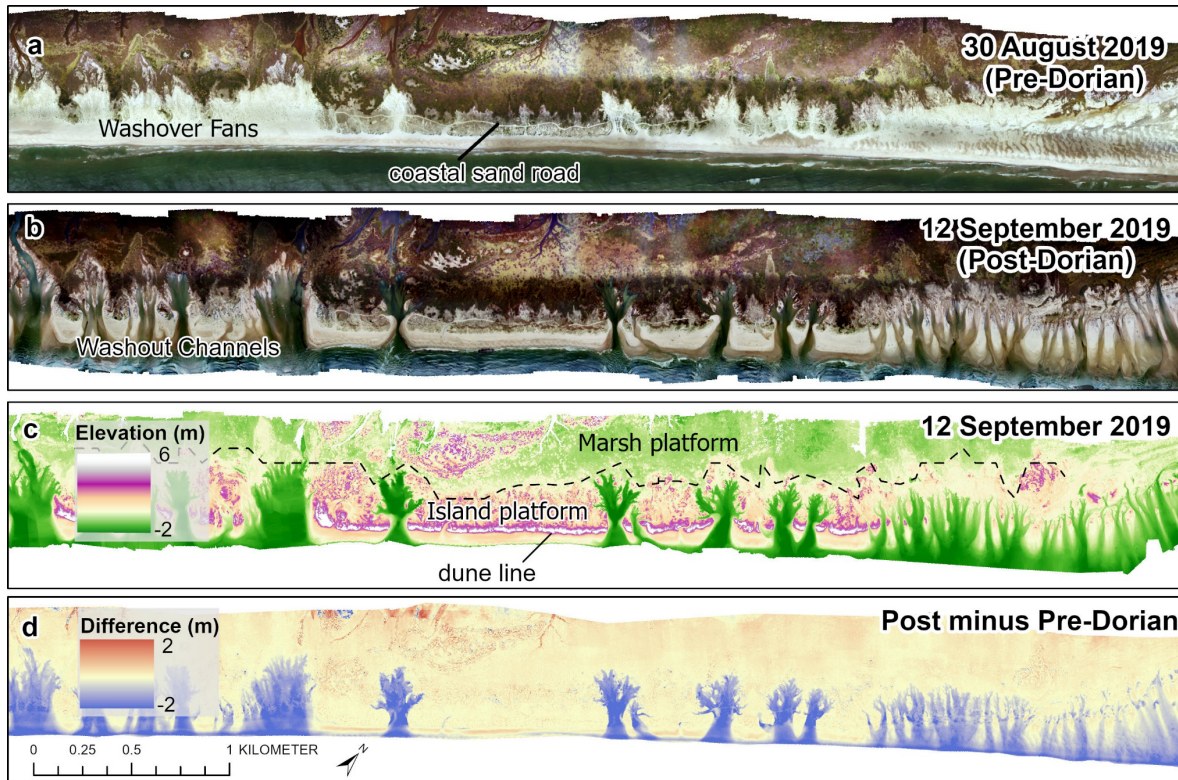 a
30 August 2019
(Pre-Dorian)
Washover Fans
coastal sand road
b
12 September 2019
(Post-Dorian)
Washout Channels
c
Elevation (m)
6
-2
12 September 2019
Marsh platform
Island platform
dune line
d
Difference (m)
2
-2
Post minus Pre-Dorian
0 0.25 0.5 1 KILOMETER
N